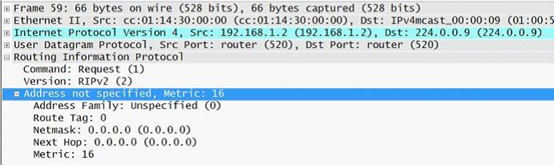 Frame 59: 66 bytes on wire (528 bits), 66 bytes captured (528 bits)
Ethernet II, Src: cc:01:14:30:00:00 (cc:01:14:30:00:00), Dst: IPv4mcast_00:00:09 (01:00:5
Internet Protocol Version 4, Src: 192.168.1.2 (192.168.1.2), Dst: 224.0.0.9 (224.0.0.9)
User Datagram Protocol, Src Port: router (520), Dst Port: router (520)
Routing Information Protocol
Command: Request (1)
Version: RIPv2 (2)
Address not specified, Metric: 16
Address Family: Unspecified (0)
Route Tag: 0
Netmask: 0.0.0.0 (0.0.0.0)
Next Hop: 0.0.0.0 (0.0.0.0)
Metric: 16